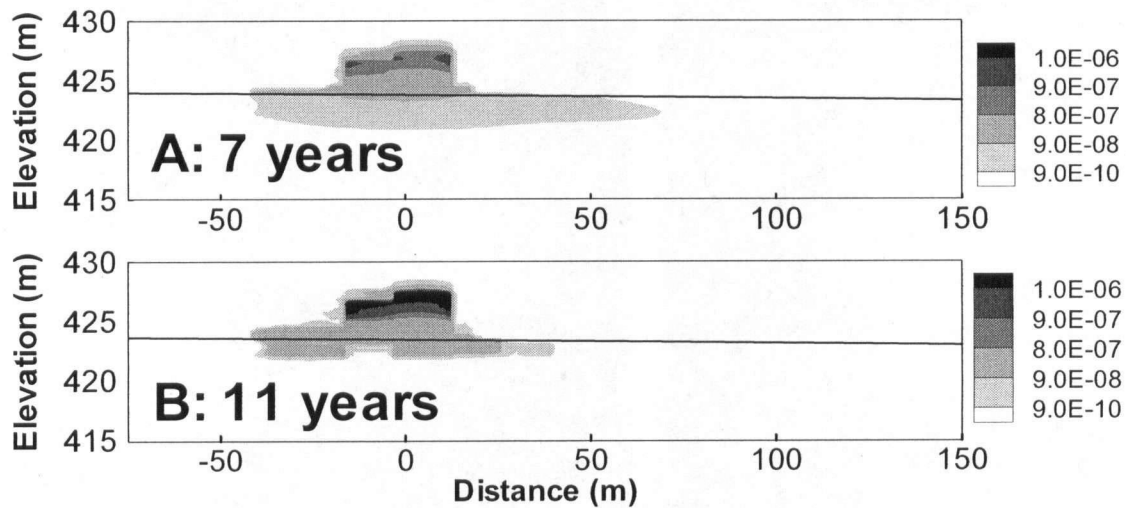 Elevation (m)
430
425
420
415
A: 7 years
-50 0 50 100 150
1.0E-06
9.0E-07
8.0E-07
9.0E-08
9.0E-10
Elevation (m)
430
425
420
415
B: 11 years
-50 0 50 100 150
Distance (m)
1.0E-06
9.0E-07
8.0E-07
9.0E-08
9.0E-10